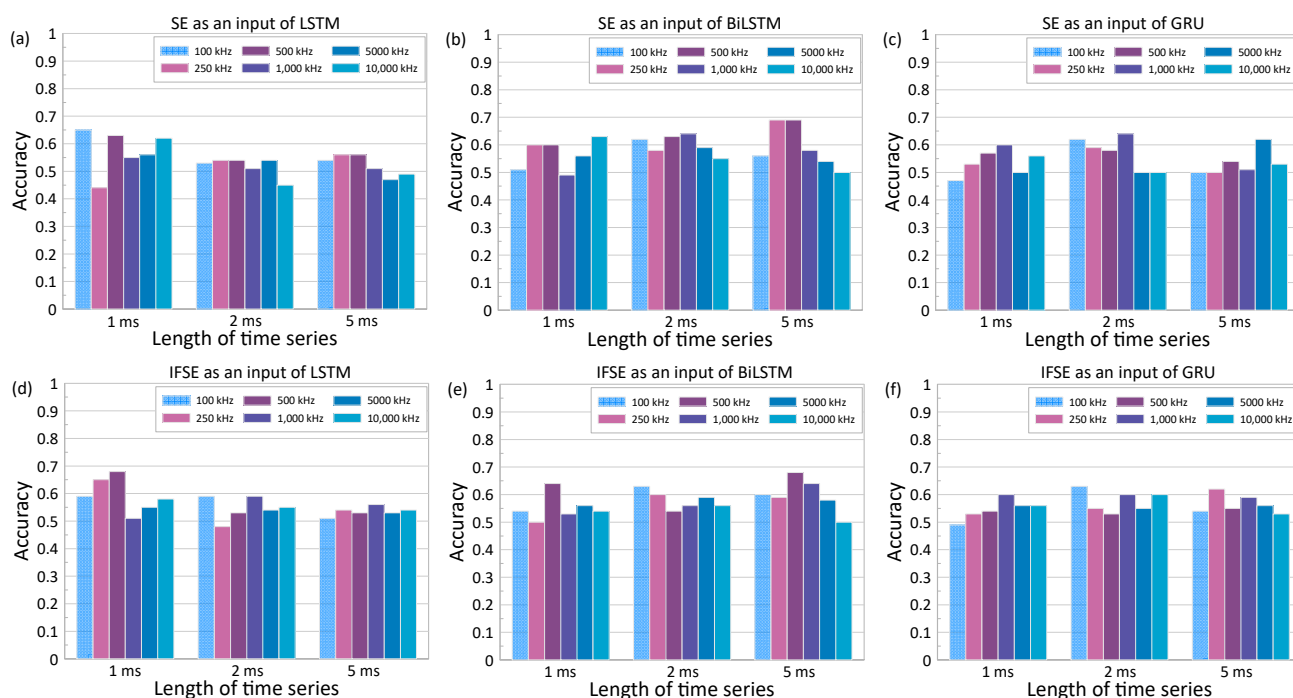 SE as an input of LSTM
(a)
100 kHz 500 kHz 5000 kHz
250 kHz 1,000 kHz 10,000 kHz
1
0.9
0.8
0.7
0.6
0.5
0.4
0.3
0.2
0.1
0
Accuracy
1 ms 2 ms 5 ms
Length of time series
SE as an input of BiLSTM
(b)
100 kHz 500 kHz 5000 kHz
250 kHz 1,000 kHz 10,000 kHz
1
0.9
0.8
0.7
0.6
0.5
0.4
0.3
0.2
0.1
0
Accuracy
1 ms 2 ms 5 ms
Length of time series
SE as an input of GRU
(c)
100 kHz 500 kHz 5000 kHz
250 kHz 1,000 kHz 10,000 kHz
1
0.9
0.8
0.7
0.6
0.5
0.4
0.3
0.2
0.1
0
Accuracy
1 ms 2 ms 5 ms
Length of time series
IFSE as an input of LSTM
(d)
100 kHz 500 kHz 5000 kHz
250 kHz 1,000 kHz 10,000 kHz
1
0.9
0.8
0.7
0.6
0.5
0.4
0.3
0.2
0.1
0
Accuracy
1 ms 2 ms 5 ms
Length of time series
IFSE as an input of BiLSTM
(e)
100 kHz 500 kHz 5000 kHz
250 kHz 1,000 kHz 10,000 kHz
1
0.9
0.8
0.7
0.6
0.5
0.4
0.3
0.2
0.1
0
Accuracy
1 ms 2 ms 5 ms
Length of time series
IFSE as an input of GRU
(f)
100 kHz 500 kHz 5000 kHz
250 kHz 1,000 kHz 10,000 kHz
1
0.9
0.8
0.7
0.6
0.5
0.4
0.3
0.2
0.1
0
Accuracy
1 ms 2 ms 5 ms
Length of time series